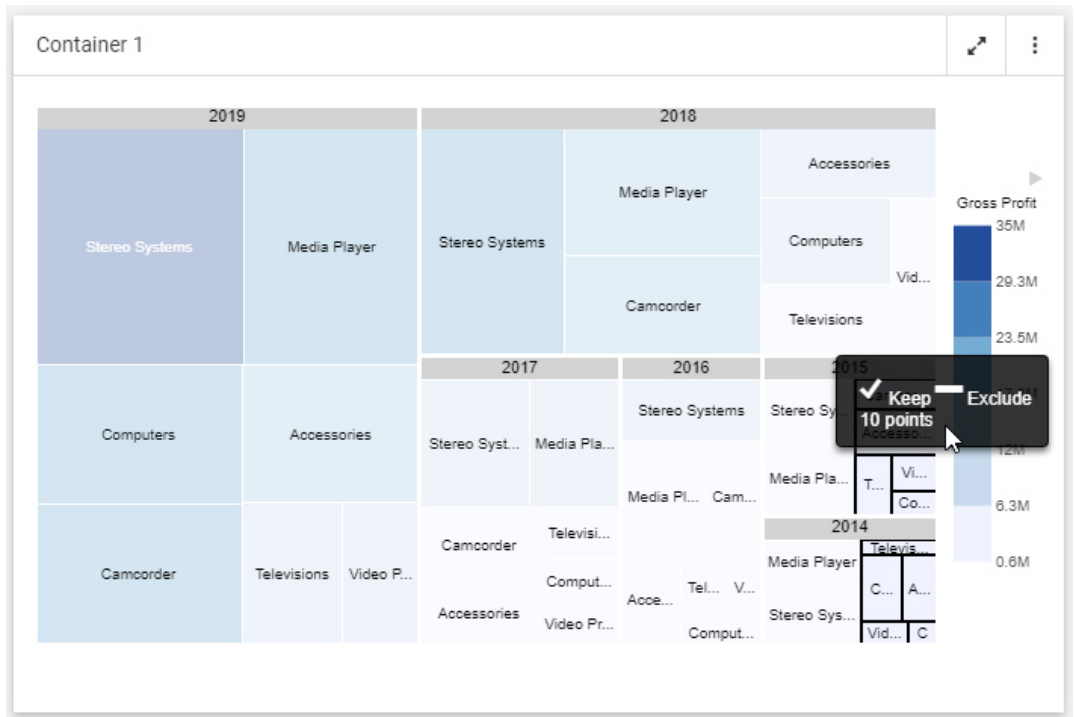 Container 1
2019
Stereo Systems
Media Player
Computers
Accessories
Camcorder
Televisions
Video P...
2018
Stereo Systems
Media Player
Camcorder
Accessories
Computers
Televisions
Vid...
2017
Stereo Syst...
Media Pla...
Camcorder
Accessories
Televisi...
Comput...
Video Pr...
2016
Stereo Systems
Media Pl...
Cam...
Acce...
Tel...
V...
Comput...
2015
Stereo Sy...
Media Pla...
Accesso...
T...
Vi...
Co...
2014
Media Player
Stereo Sys...
Televis...
C...
A...
Vid...
C
Keep
Exclude
10 points
Gross Profit
35M
29.3M
23.5M
12M
6.3M
0.6M